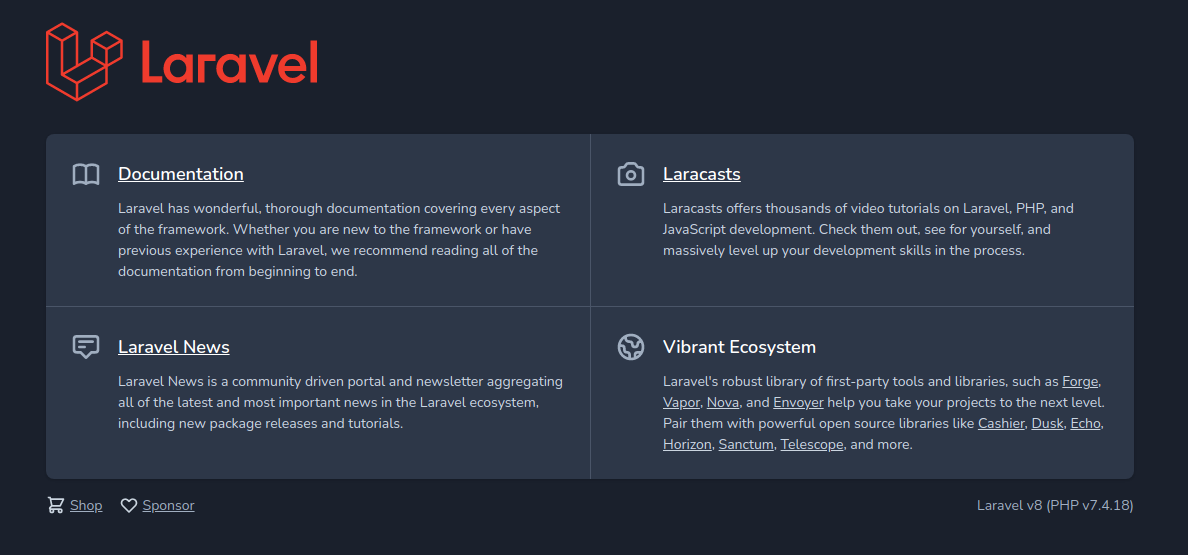 Laravel
Documentation
Laravel has wonderful, thorough documentation covering every aspect
of the framework. Whether you are new to the framework or have
previous experience with Laravel, we recommend reading all of the
documentation from beginning to end.
Laracasts
Laracasts offers thousands of video tutorials on Laravel, PHP, and
JavaScript development. Check them out, see for yourself, and
massively level up your development skills in the process.
Laravel News
Laravel News is a community driven portal and newsletter aggregating
all of the latest and most important news in the Laravel ecosystem,
including new package releases and tutorials.
Vibrant Ecosystem
Laravel's robust library of first-party tools and libraries, such as Forge,
Vapor, Nova, and Envoyer help you take your projects to the next level.
Pair them with powerful open source libraries like Cashier, Dusk, Echo,
Horizon, Sanctum, Telescope, and more.
Shop
Sponsor
Laravel v8 (PHP v7.4.18)